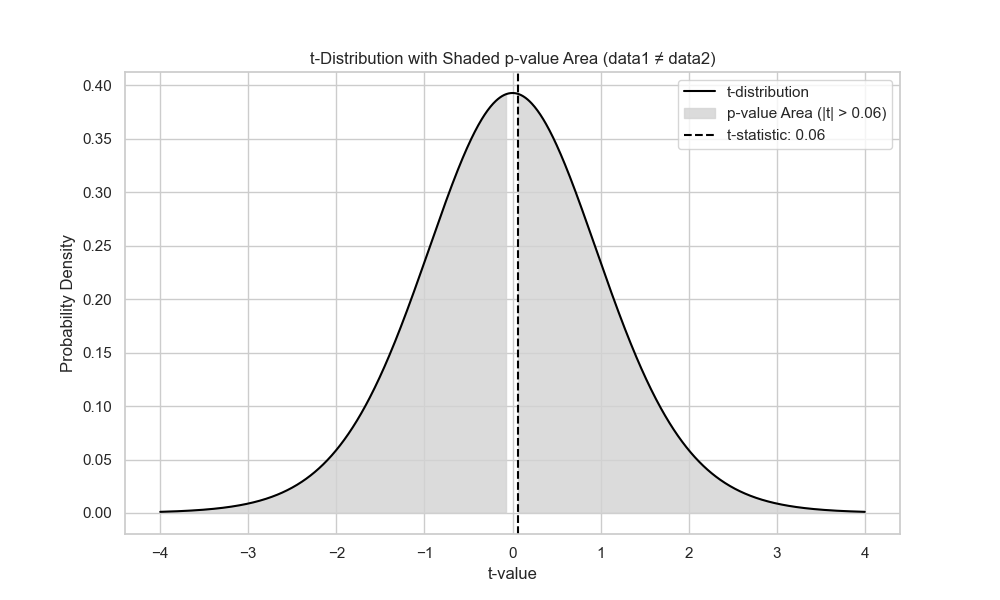 t-Distribution with Shaded p-value Area (data1 ≠ data2)
t-distribution
p-value Area (|t| > 0.06)
t-statistic: 0.06
Probability Density
0.40
0.35
0.30
0.25
0.20
0.15
0.10
0.05
0.00
−4 −3 −2 −1 0 1 2 3 4
t-value